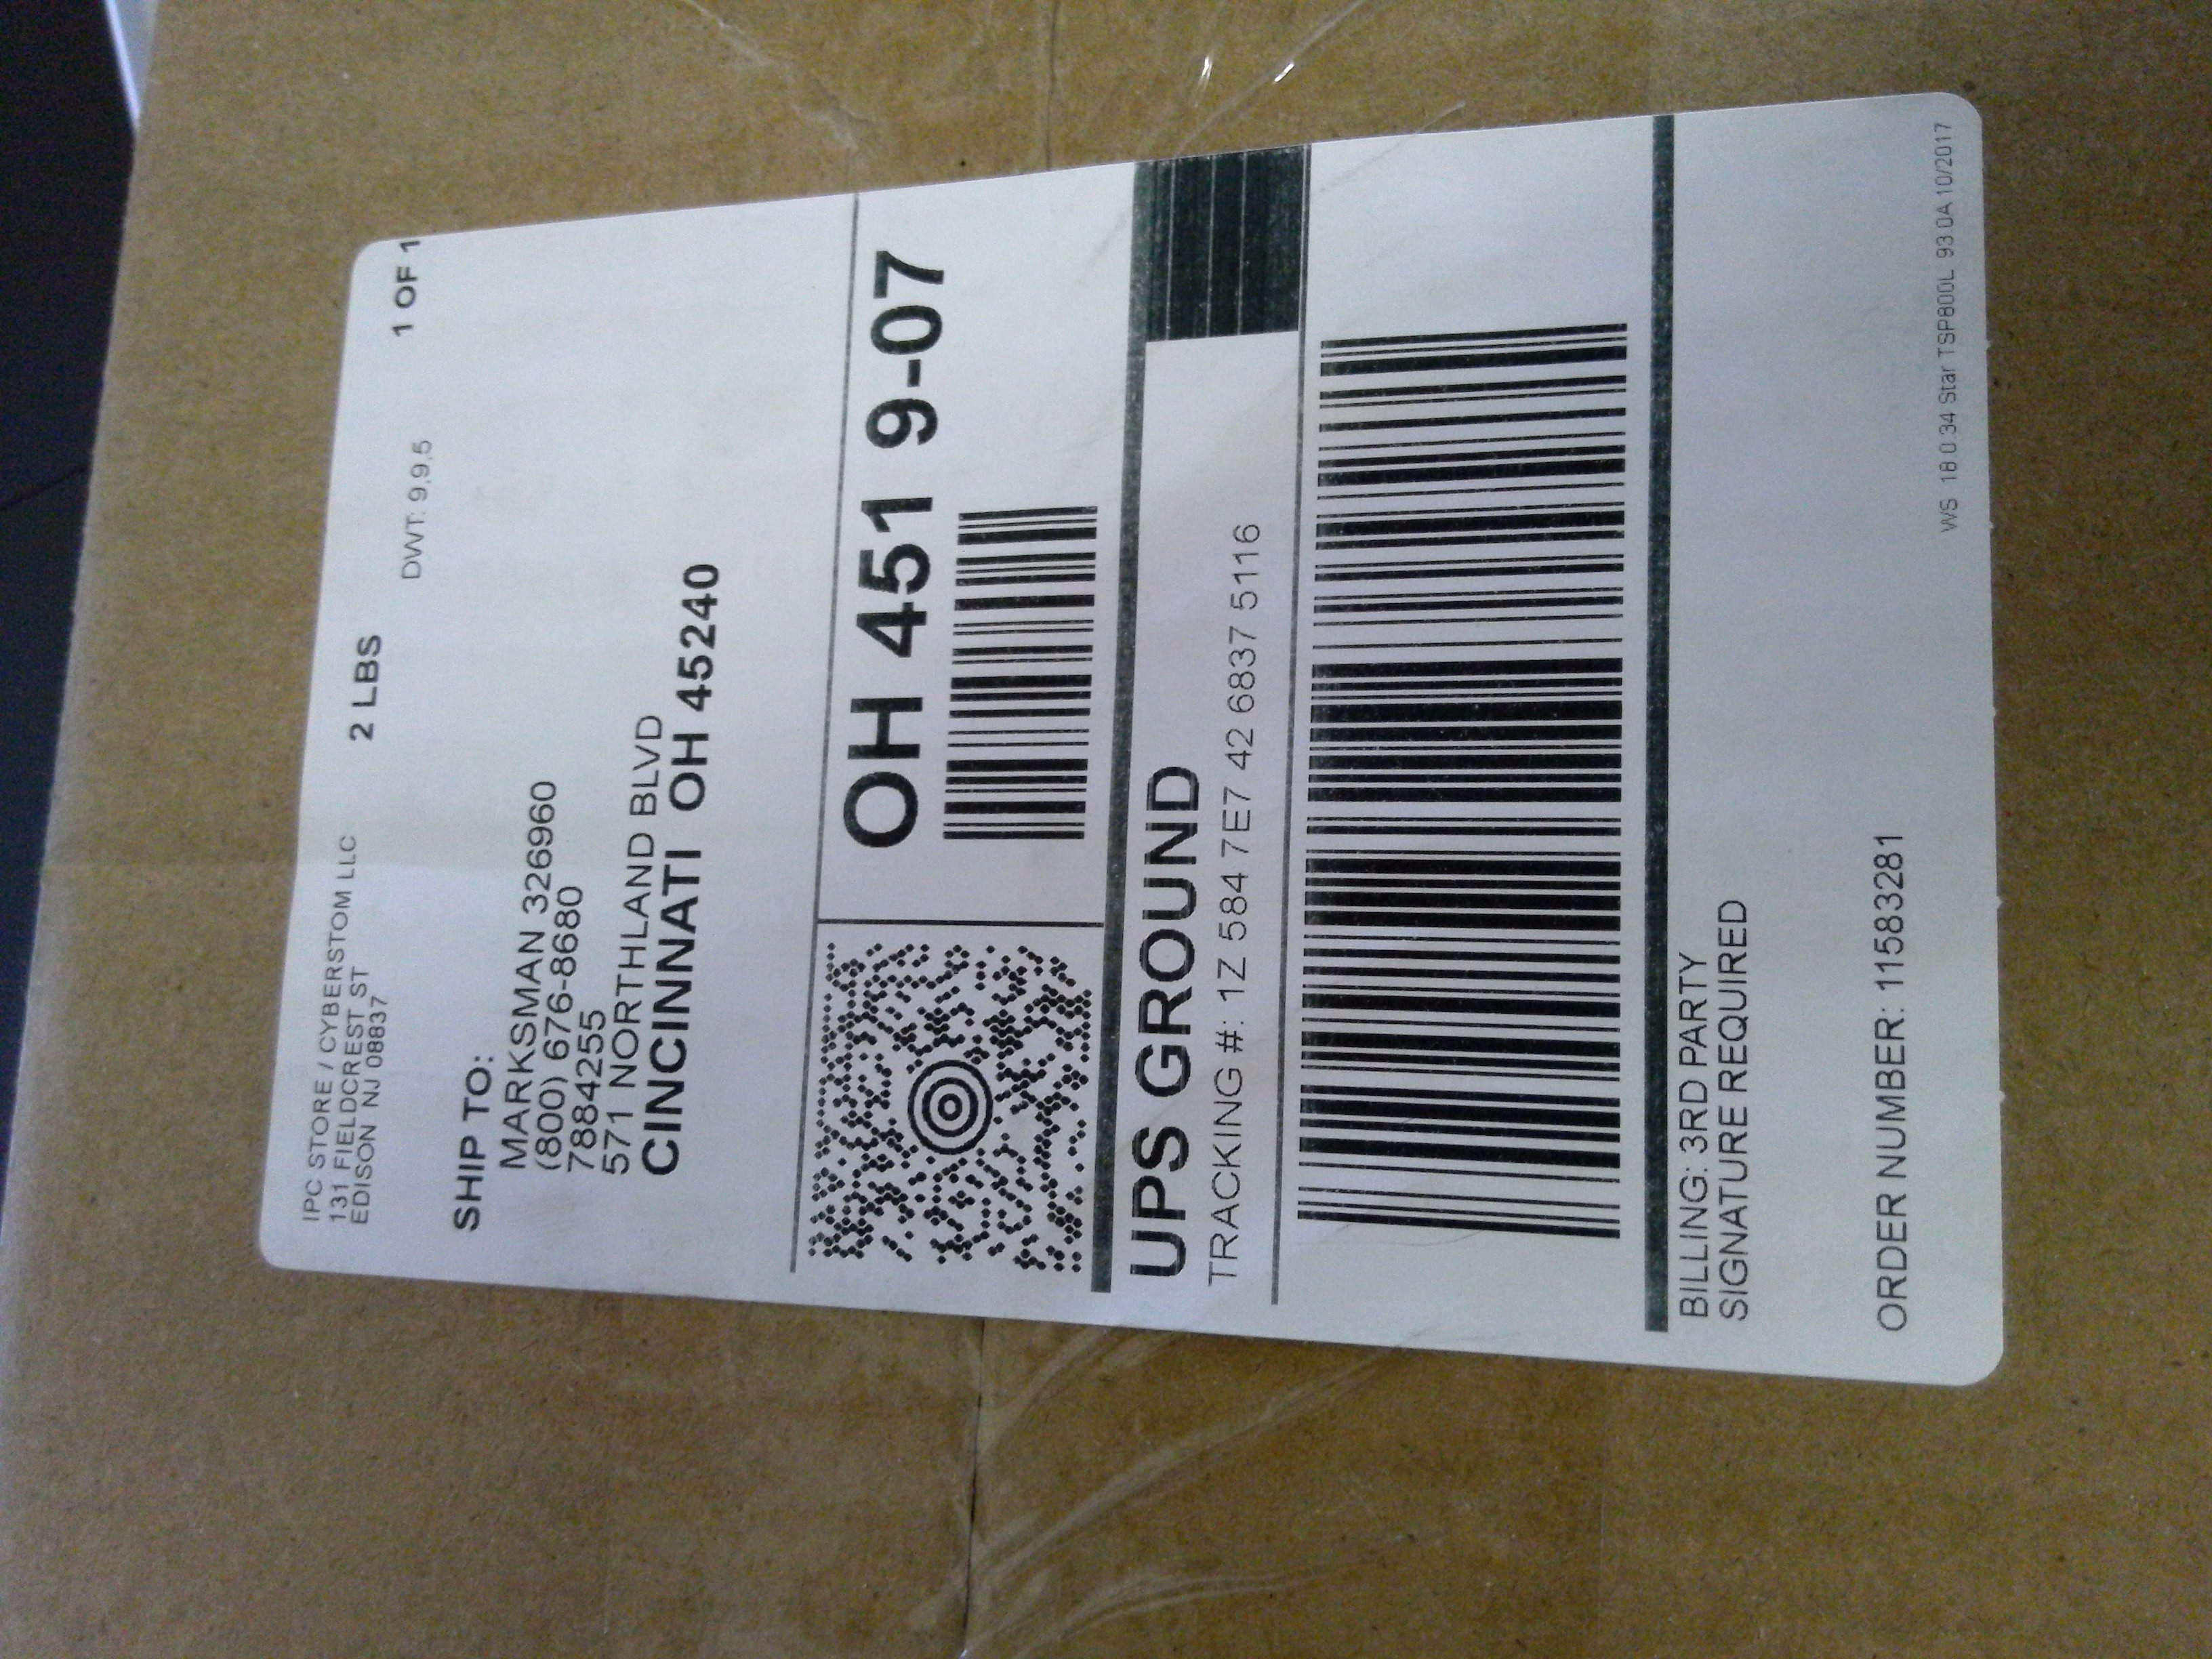 IPC STORE / CYBERSTOM LLC
131 FIELDCREST ST
EDISON NJ 08837
2 LBS
1 OF 1
DWT: 9,9,5
SHIP TO:
MARKSMAN 326960
(800) 676-8680
7884255
571 NORTHLAND BLVD
CINCINNATI OH 45240
OH 451 9-07
UPS GROUND
TRACKING #: 1Z 584 7E7 42 6837 5116
BILLING: 3RD PARTY
SIGNATURE REQUIRED
ORDER NUMBER: 11583281
WS 18 0 34 Star TSP800L 93 0A 10/2017